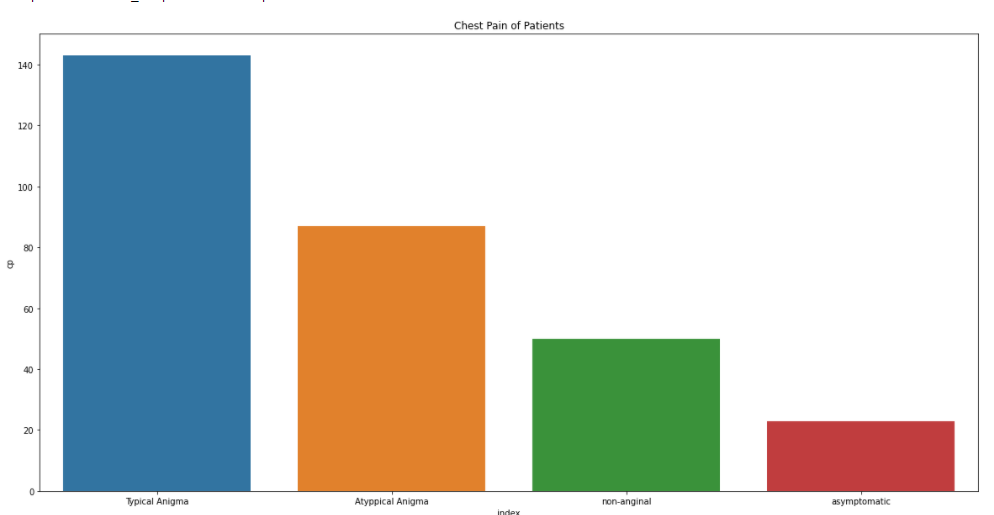 Chest Pain of Patients
140
120
100
80
60
40
20
0
cp
Typical Anigma
Atyppical Anigma
non-anginal
asymptomatic
index